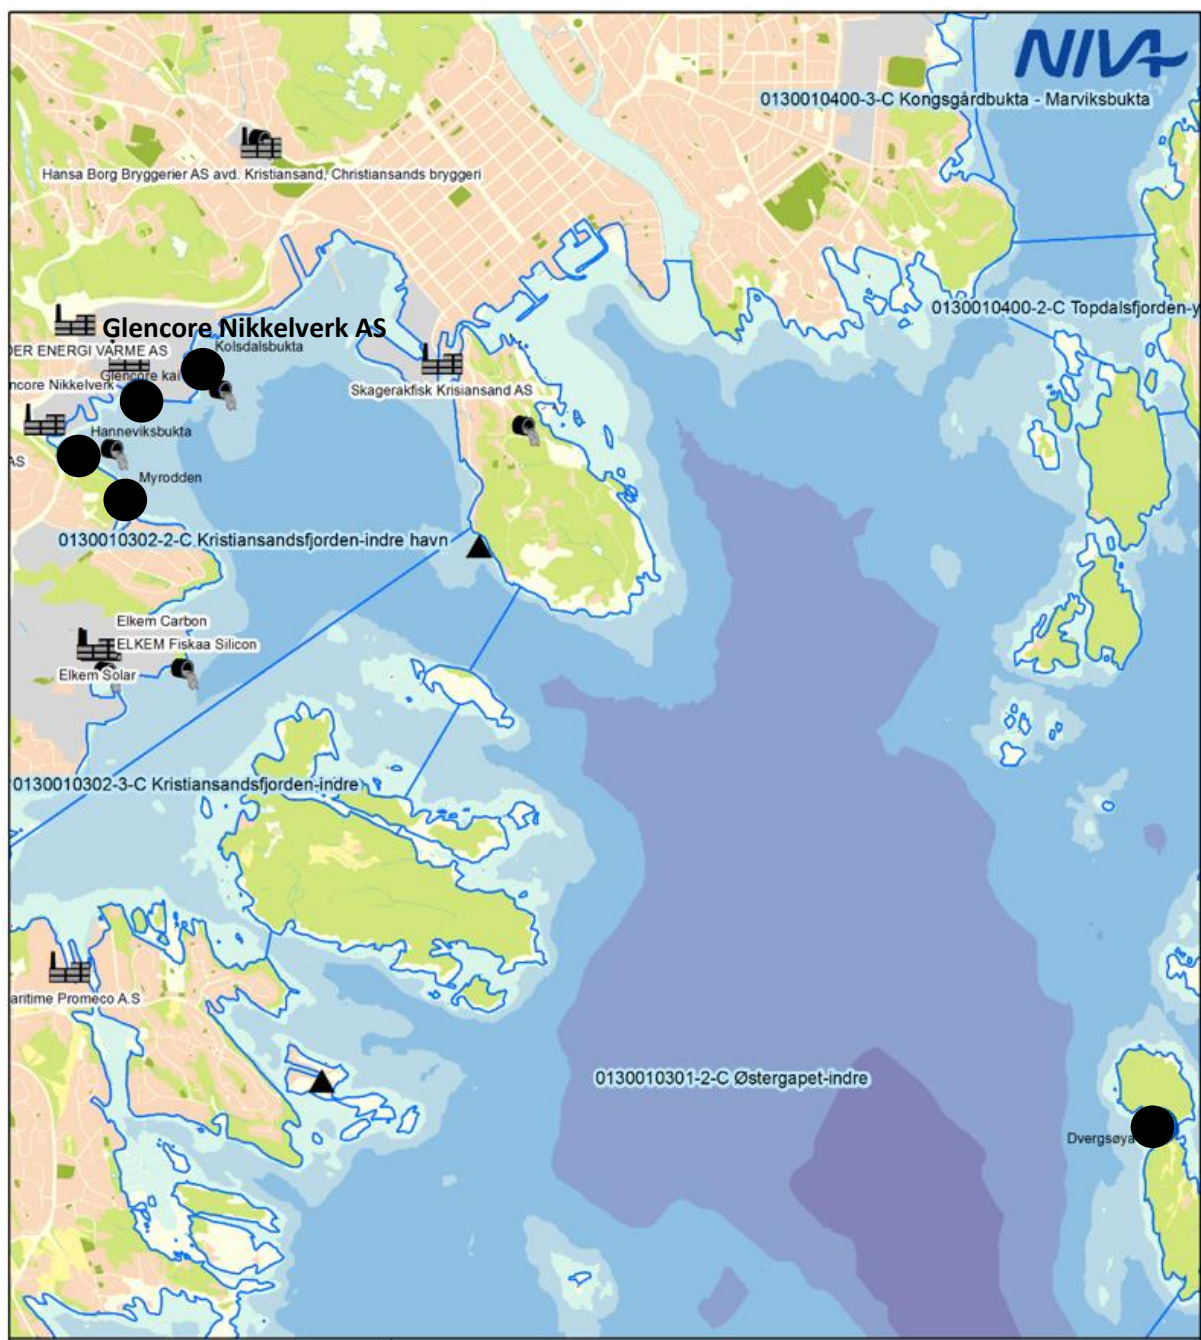 NIVA
0130010400-3-C Kongsgårdbukta - Marviksbukta
Hansa Borg Bryggerier AS avd. Kristiansand, Christiansands bryggeri
0130010400-2-C Topdalsfjorden-y
Glencore Nikkelverk AS
DER ENERGI VARME AS
Kolsdalsbukta
Glencore kai
ncore Nikkelverk
Skagerakfisk Krisiansand AS
Hanneviksbukta
AS
Myrodden
0130010302-2-C Kristiansandsfjorden-indre havn
Elkem Carbon
ELKEM Fiskaa Silicon
Elkem Solar
0130010302-3-C Kristiansandsfjorden-indre
aritime Promeco A.S
0130010301-2-C Østergapet-indre
Dvergsøya